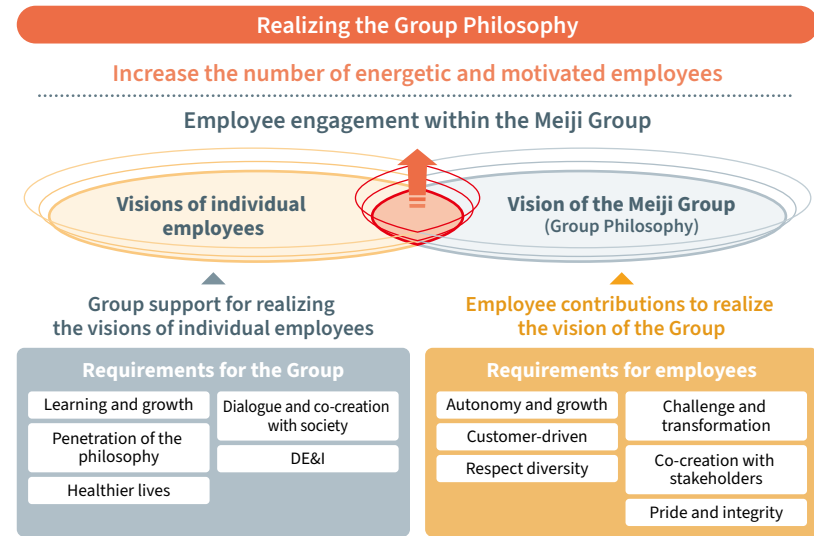 Realizing the Group Philosophy
Increase the number of energetic and motivated employees
Employee engagement within the Meiji Group
Visions of individual
employees
Vision of the Meiji Group
(Group Philosophy)
Group support for realizing
the visions of individual employees
Employee contributions to realize
the vision of the Group
Requirements for the Group
Learning and growth
Penetration of the
philosophy
Healthier lives
Dialogue and co-creation
with society
DE&I
Requirements for employees
Autonomy and growth
Customer-driven
Respect diversity
Challenge and
transformation
Co-creation with
stakeholders
Pride and integrity